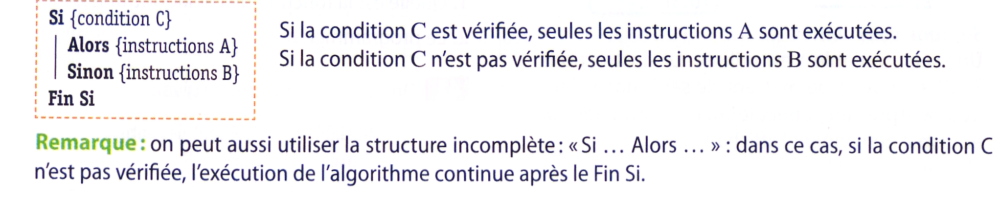 Si {condition C}
Alors {instructions A}
Sinon {instructions B}
Fin Si
Si la condition C est vérifiée, seules les instructions A sont exécutées.
Si la condition C n'est pas vérifiée, seules les instructions B sont exécutées.
Remarque : on peut aussi utiliser la structure incomplète : « Si … Alors … » : dans ce cas, si la condition C
n'est pas vérifiée, l'exécution de l'algorithme continue après le Fin Si.